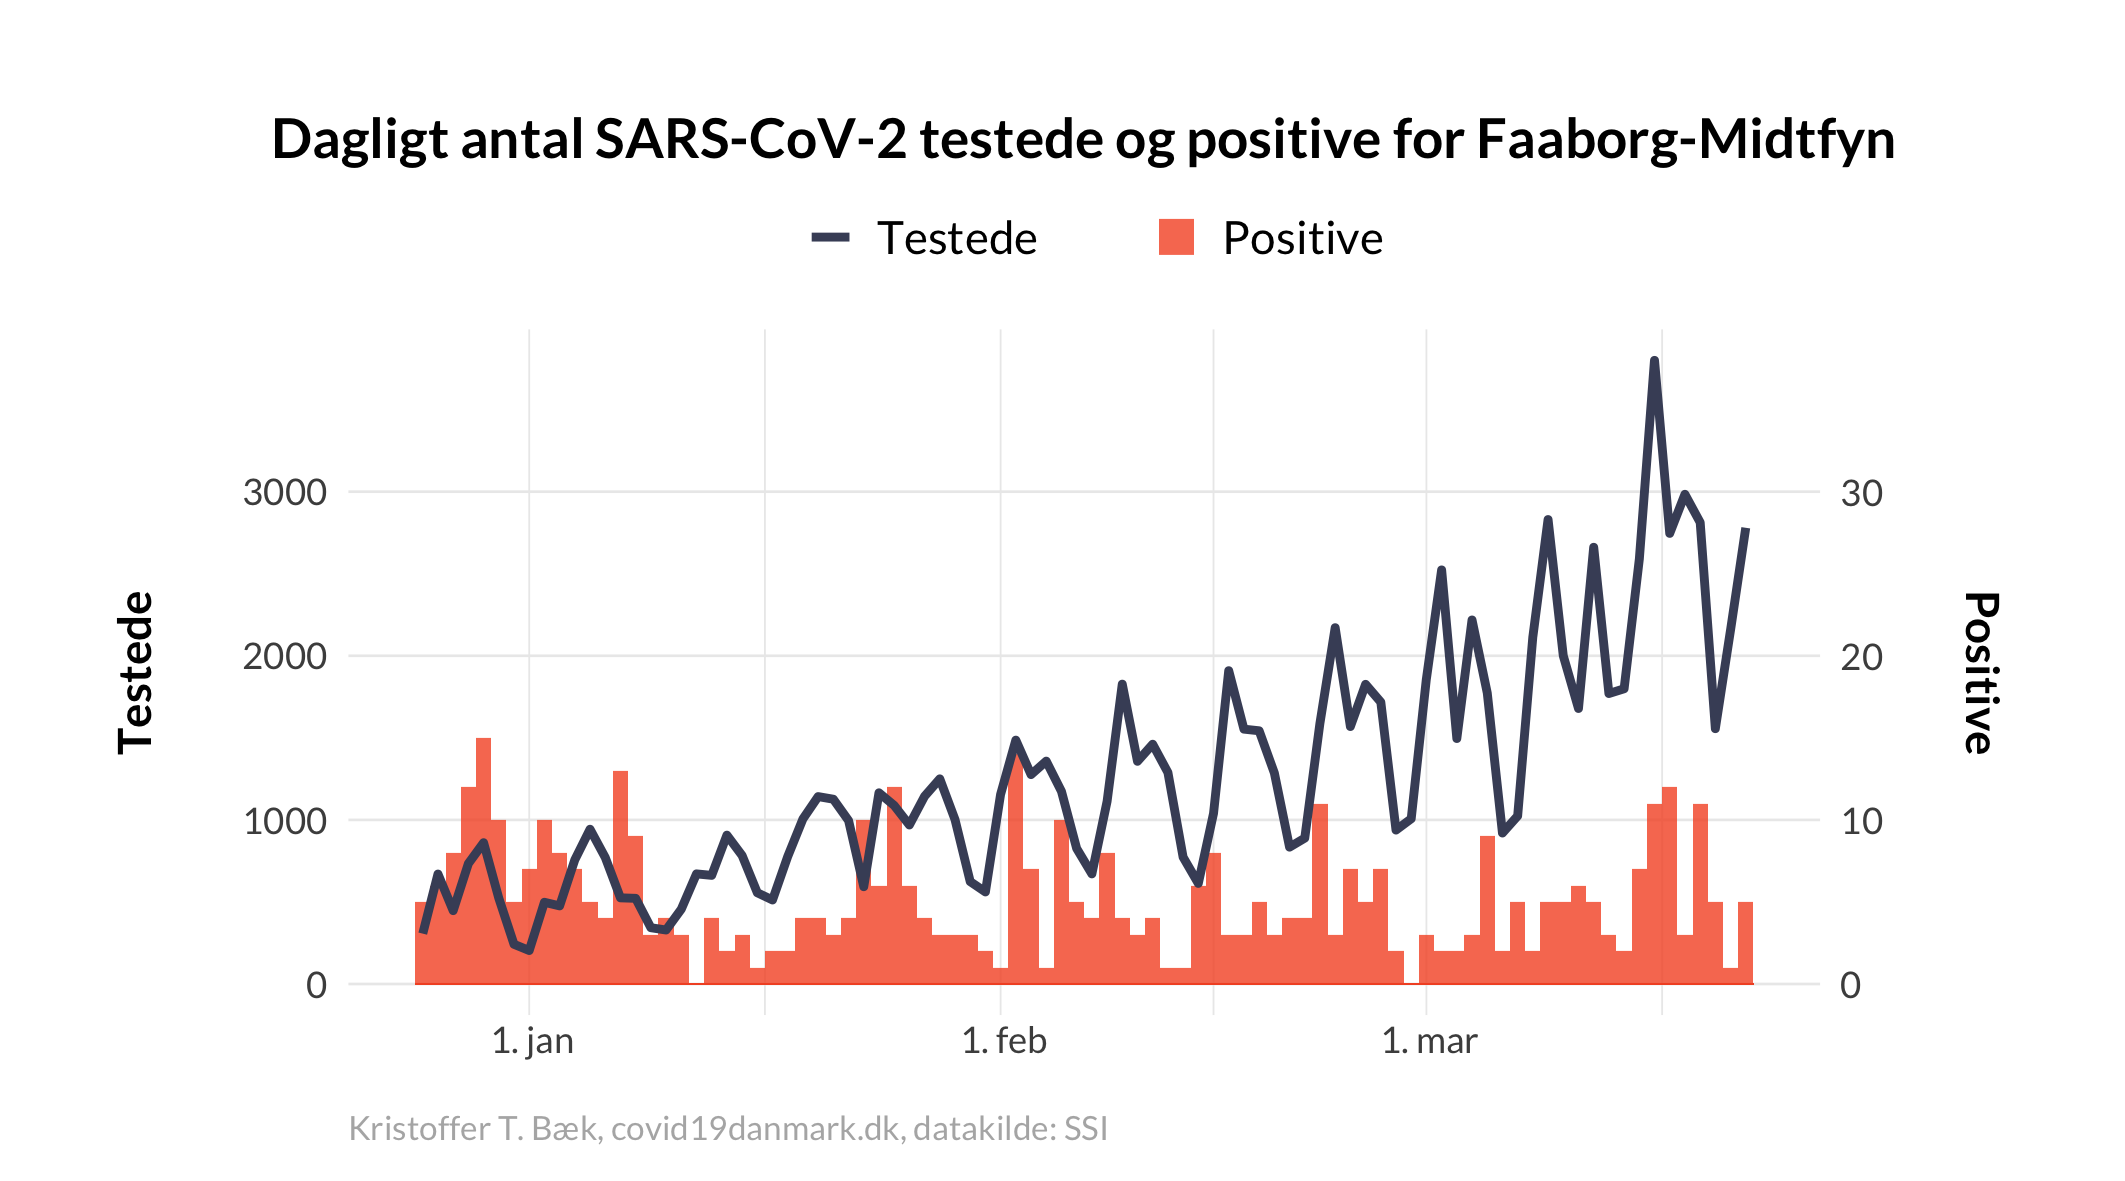 Dagligt antal SARS-CoV-2 testede og positive for Faaborg-Midtfyn
Testede
Positive
3000
2000
1000
0
Testede
30
20
10
0
Positive
1. jan
1. feb
1. mar
Kristoffer T. Bæk, covid19danmark.dk, datakilde: SSI